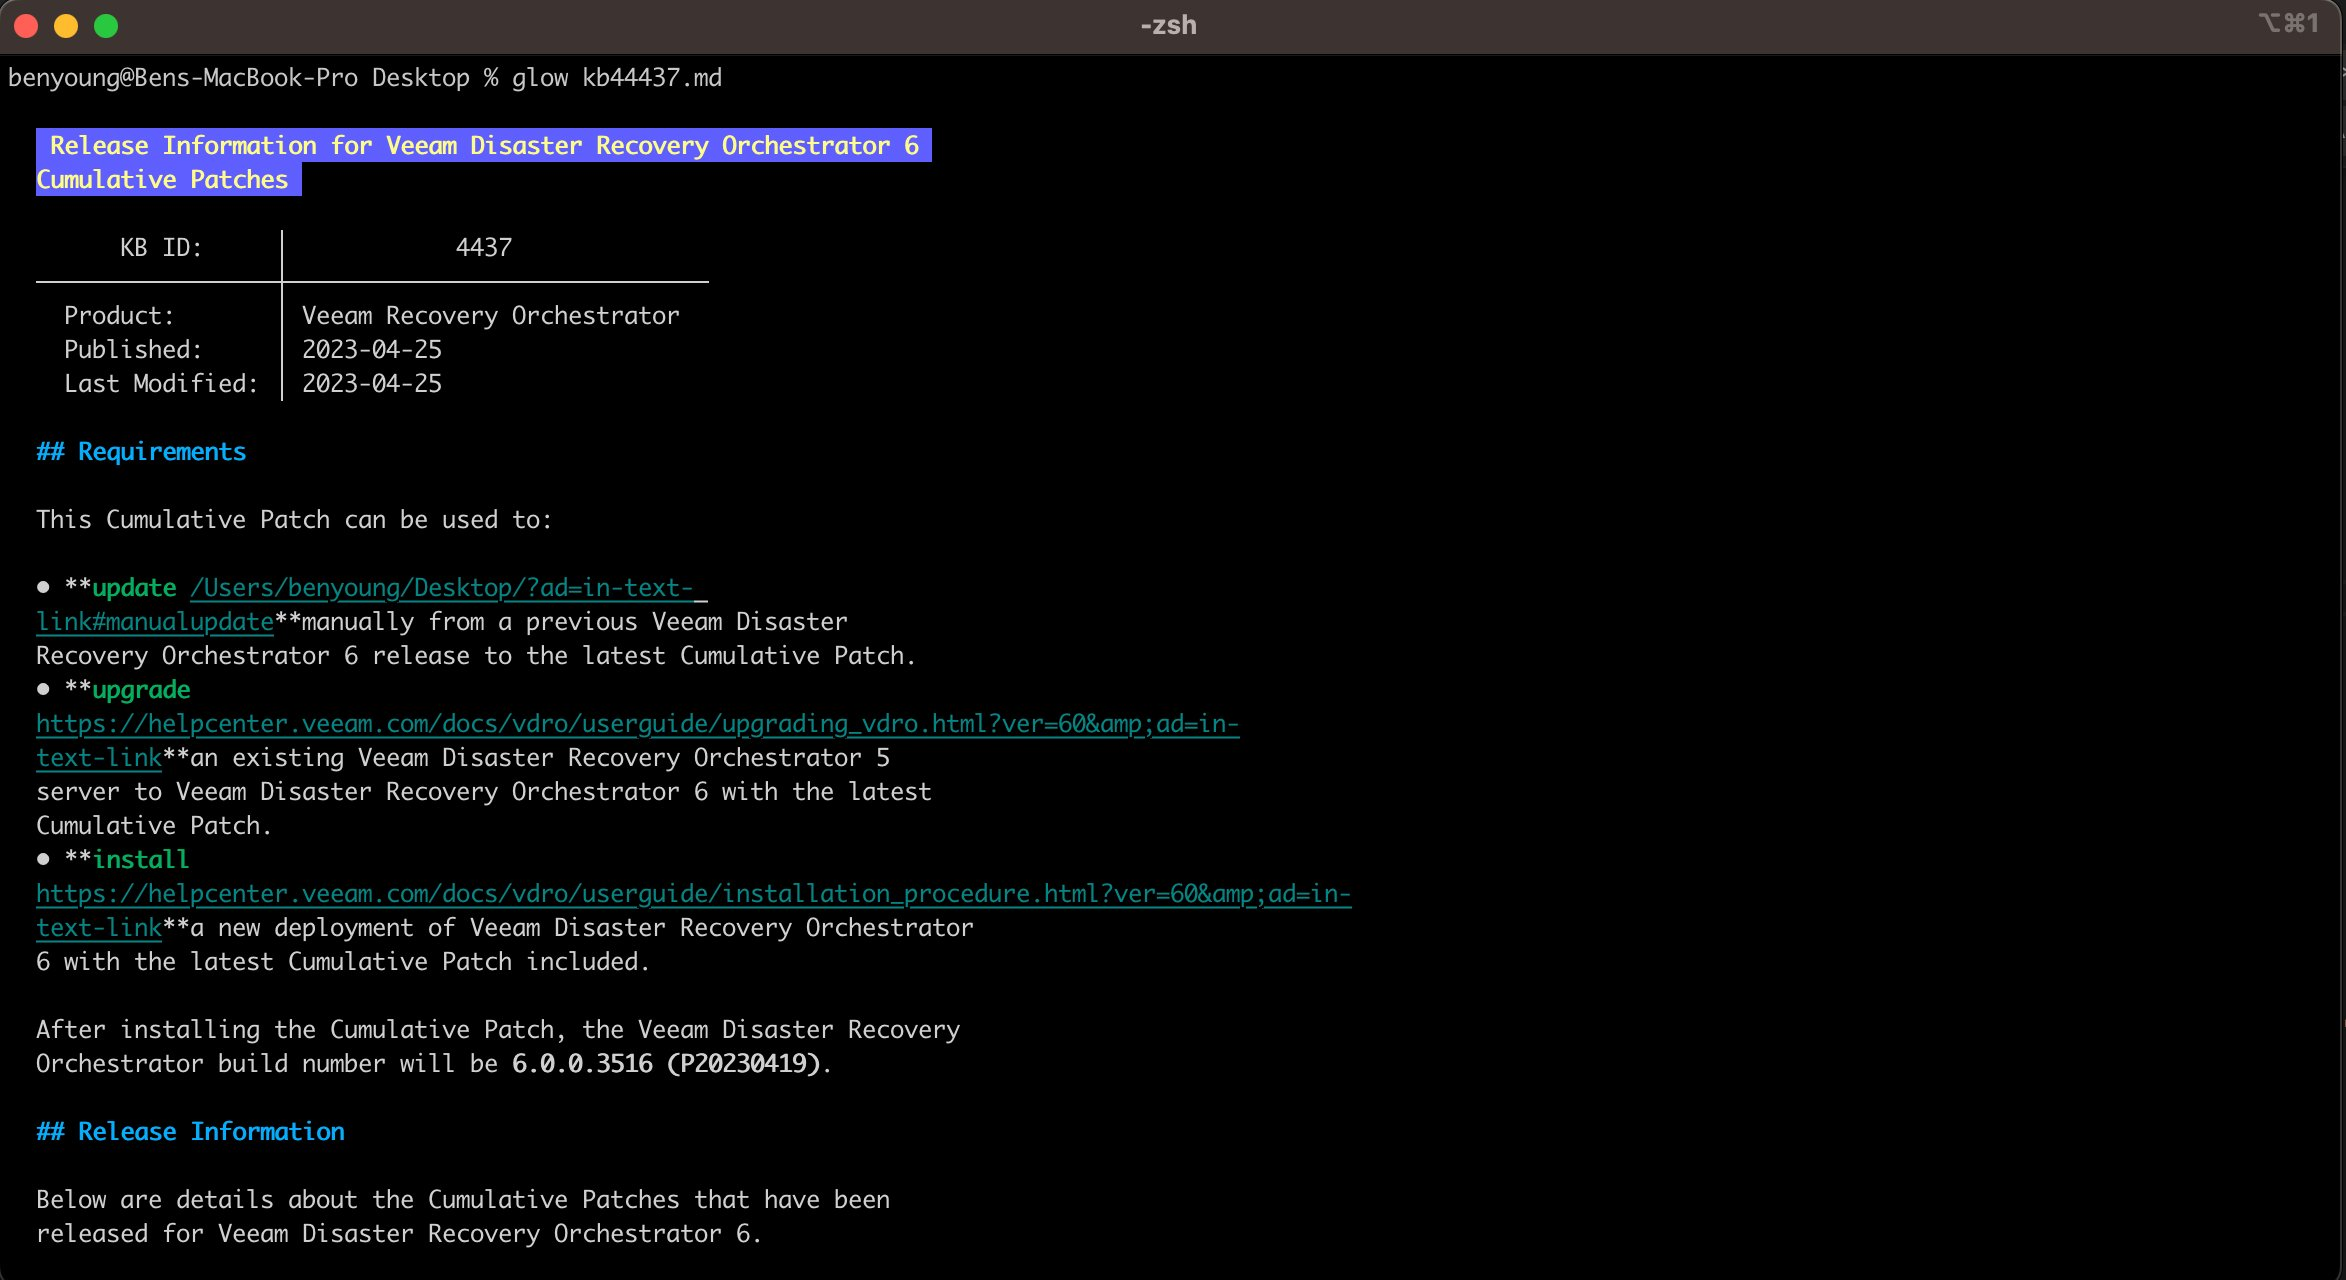 -zsh
⌥⌘1
benyoung@Bens-MacBook-Pro Desktop % glow kb44437.md
Release Information for Veeam Disaster Recovery Orchestrator 6
Cumulative Patches
KB ID: 4437
Product: Veeam Recovery Orchestrator
Published: 2023-04-25
Last Modified: 2023-04-25
## Requirements
This Cumulative Patch can be used to:
• **update /Users/benyoung/Desktop/?ad=in-text-
link#manualupdate**manually from a previous Veeam Disaster
Recovery Orchestrator 6 release to the latest Cumulative Patch.
• **upgrade
https://helpcenter.veeam.com/docs/vdro/userguide/upgrading_vdro.html?ver=60&amp;ad=in-
text-link**an existing Veeam Disaster Recovery Orchestrator 5
server to Veeam Disaster Recovery Orchestrator 6 with the latest
Cumulative Patch.
• **install
https://helpcenter.veeam.com/docs/vdro/userguide/installation_procedure.html?ver=60&amp;ad=in-
text-link**a new deployment of Veeam Disaster Recovery Orchestrator
6 with the latest Cumulative Patch included.
After installing the Cumulative Patch, the Veeam Disaster Recovery
Orchestrator build number will be 6.0.0.3516 (P20230419).
## Release Information
Below are details about the Cumulative Patches that have been
released for Veeam Disaster Recovery Orchestrator 6.